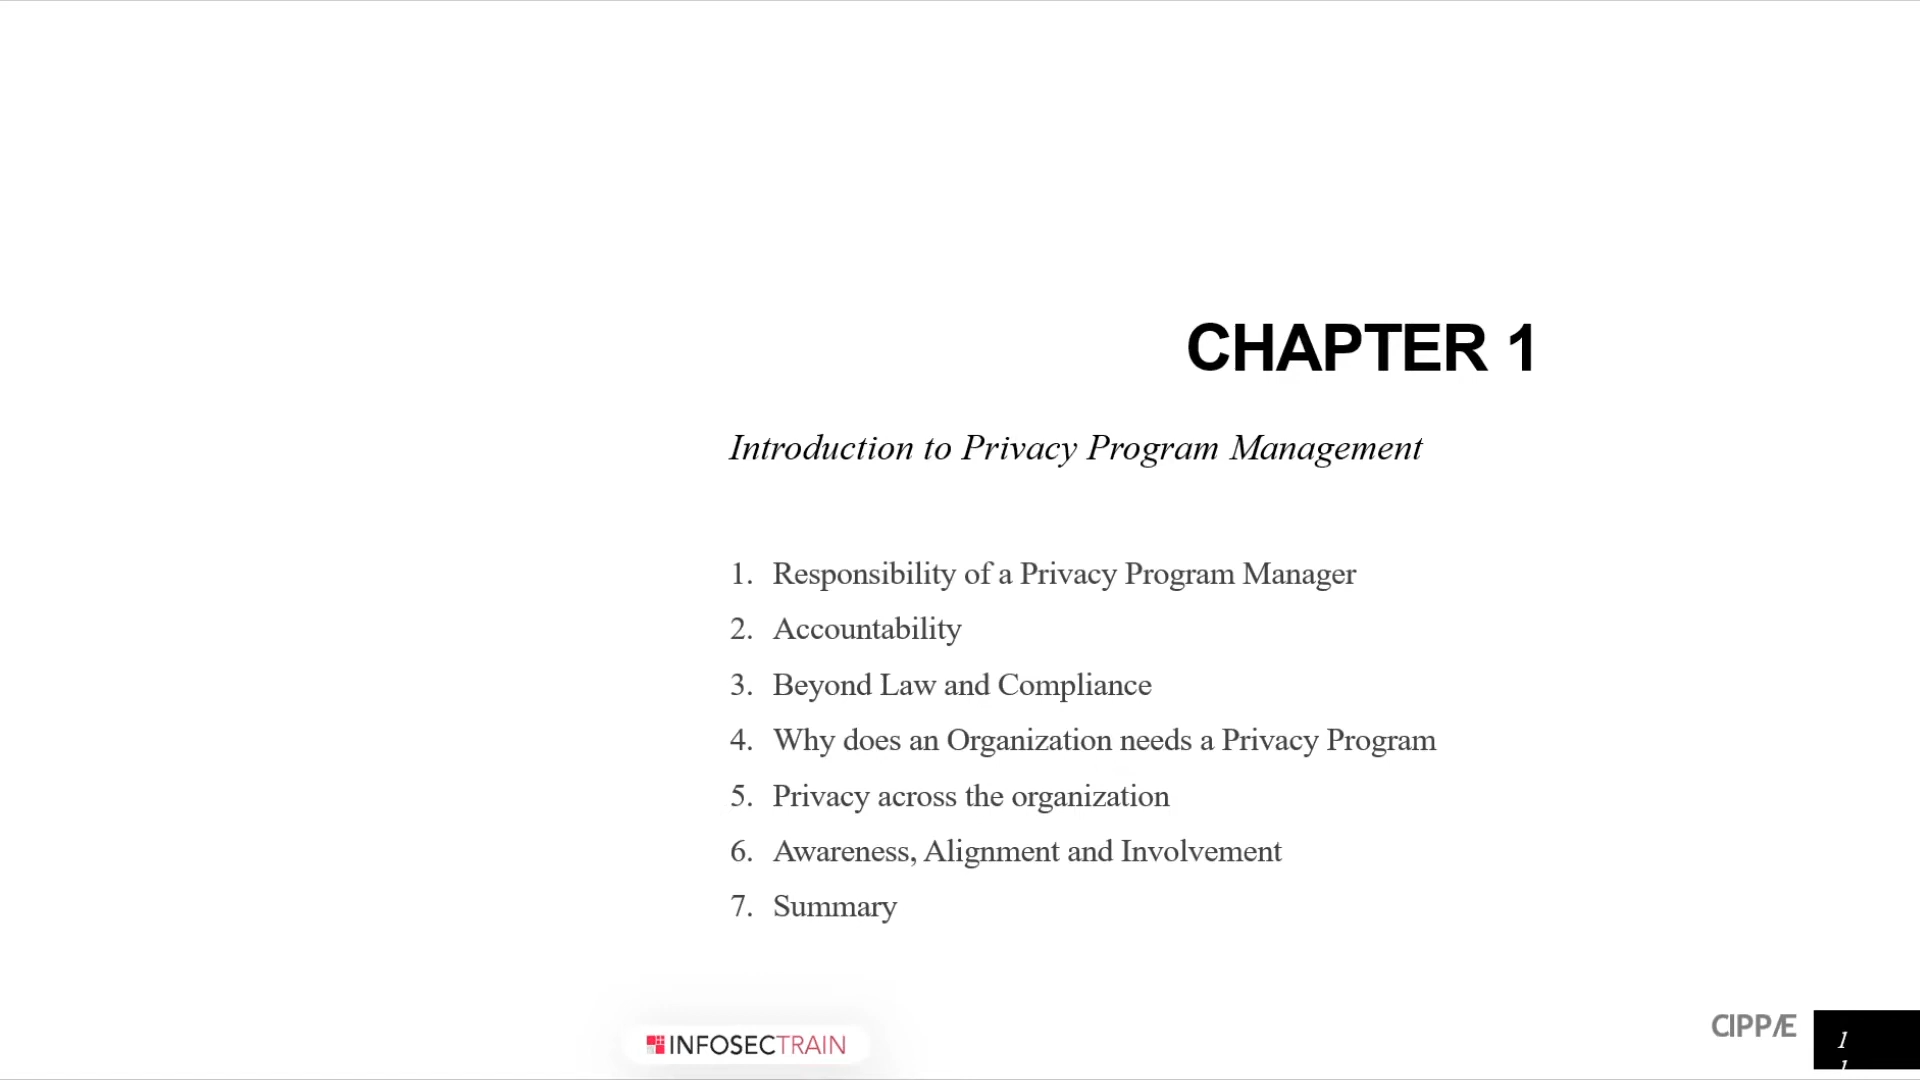 CHAPTER 1
Introduction to Privacy Program Management
1. Responsibility of a Privacy Program Manager
2. Accountability
3. Beyond Law and Compliance
4. Why does an Organization needs a Privacy Program
5. Privacy across the organization
6. Awareness, Alignment and Involvement
7. Summary
INFOSECTRAIN
CIPP/E
1
1